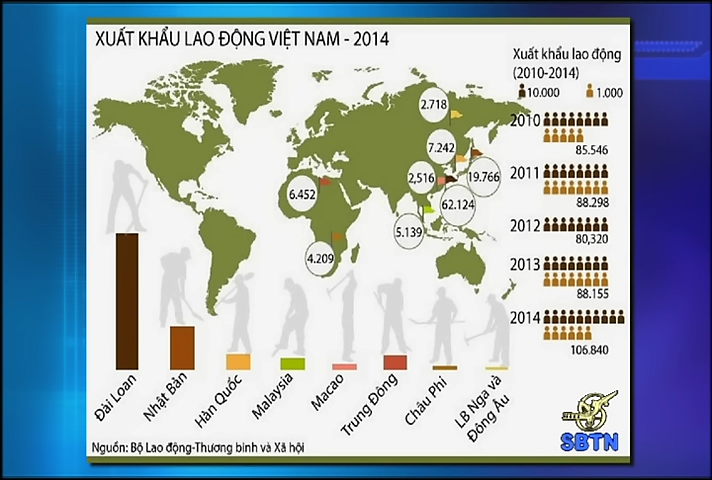 XUẤT KHẨU LAO ĐỘNG VIỆT NAM - 2014
Xuất khẩu lao động
(2010-2014)
10.000 1.000
2010
85.546
2011
88.298
2012
80,320
2013
88.155
2014
106.840
2.718
7.242
2,516
19.766
62.124
6.452
5.139
4.209
Đài Loan
Nhật Bản
Hàn Quốc
Malaysia
Macao
Trung Đông
Châu Phi
LB Nga và
Đông Âu
Nguồn: Bộ Lao động-Thương binh và Xã hội
SBTN